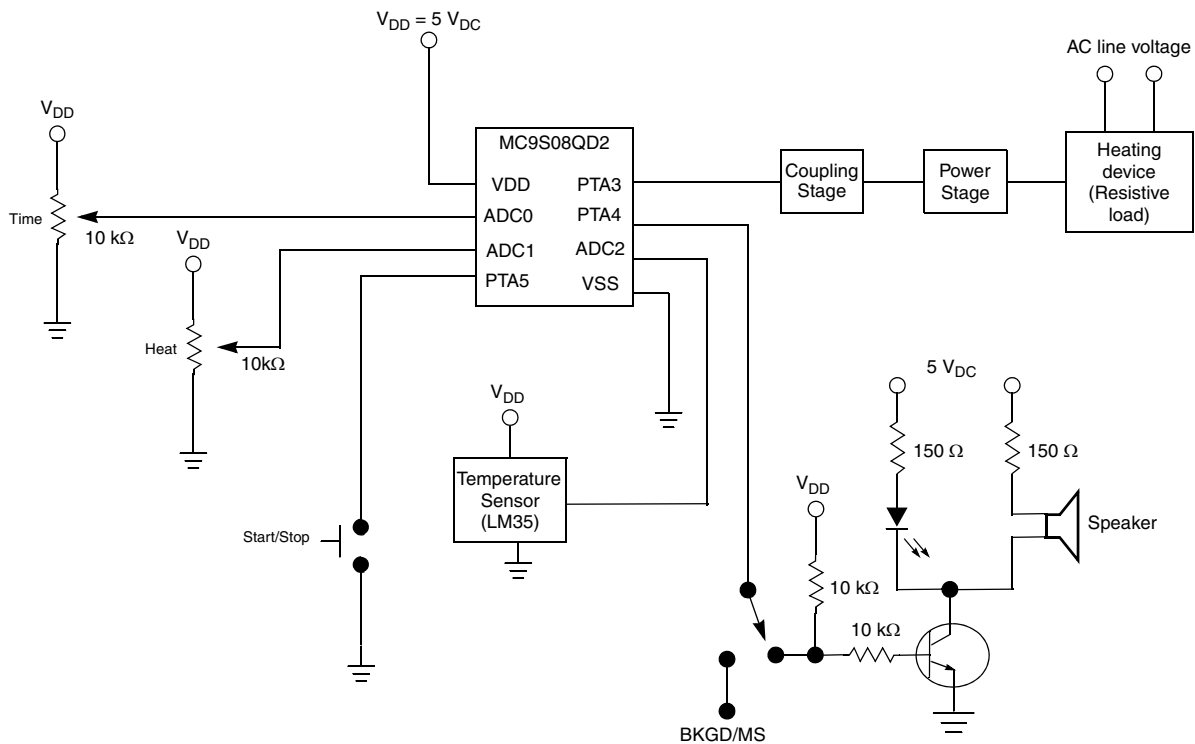 V_DD = 5 V_DC
AC line voltage
V_DD
MC9S08QD2
VDD
PTA3
Coupling
Stage
Power
Stage
Heating
device
(Resistive
load)
Time
10 kΩ
ADC0
PTA4
V_DD
ADC1
ADC2
PTA5
VSS
Heat
10kΩ
5 V_DC
V_DD
150 Ω
150 Ω
Temperature
Sensor
(LM35)
V_DD
Start/Stop
Speaker
10 kΩ
10 kΩ
BKGD/MS